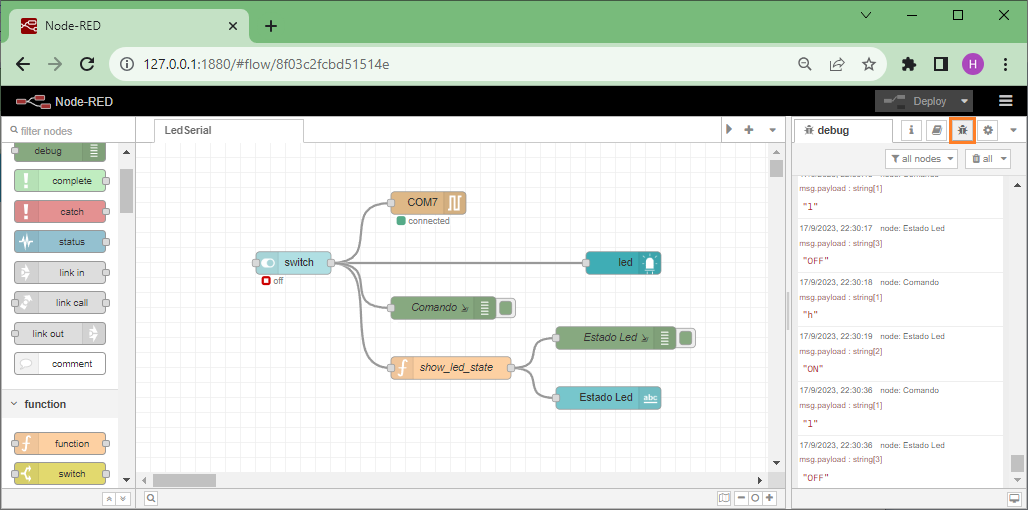 Node-RED
127.0.0.1:1880/#flow/8f03c2fcbd51514e
H
Node-RED
Deploy
filter nodes
debug
complete
catch
status
link in
link call
link out
comment
function
function
switch
LedSerial
COM7
connected
switch
off
led
Comando
Estado Led
show_led_state
Estado Led
abc
debug
i
all nodes
all
node: Comando
msg.payload : string[1]
"l"
17/9/2023, 22:30:17 node: Estado Led
msg.payload : string[3]
"OFF"
17/9/2023, 22:30:18 node: Comando
msg.payload : string[1]
"h"
17/9/2023, 22:30:19 node: Estado Led
msg.payload : string[2]
"ON"
17/9/2023, 22:30:36 node: Comando
msg.payload : string[1]
"l"
17/9/2023, 22:30:36 node: Estado Led
msg.payload : string[3]
"OFF"